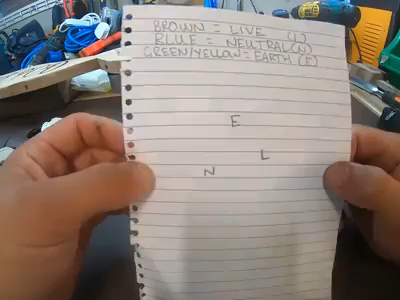 BROWN = LIVE (L)
BLUE = NEUTRAL (N)
GREEN/YELLOW = EARTH (E)
E
L
N